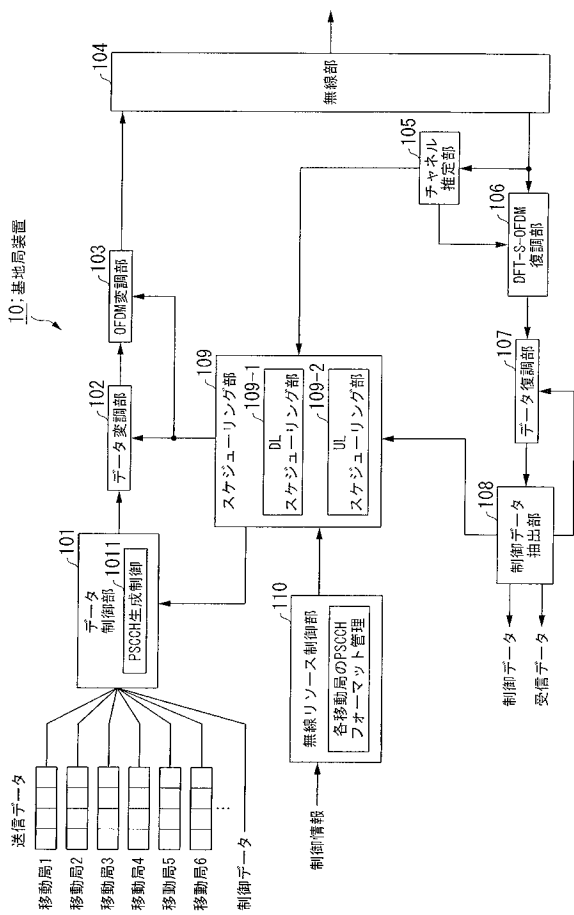 10;基地局装置
送信データ
移動局1
移動局2
移動局3
移動局4
移動局5
移動局6
制御データ
101
データ
制御部
1011
PSCCH生成制御
102
データ変調部
103
OFDM変調部
104
無線部
105
チャネル
推定部
106
DFT-S-OFDM
復調部
107
データ復調部
108
制御データ
抽出部
制御データ
受信データ
109
スケジューリング部
109-1
DL
スケジューリング部
109-2
UL
スケジューリング部
110
無線リソース制御部
各移動局のPSCCH
フォーマット管理
制御情報